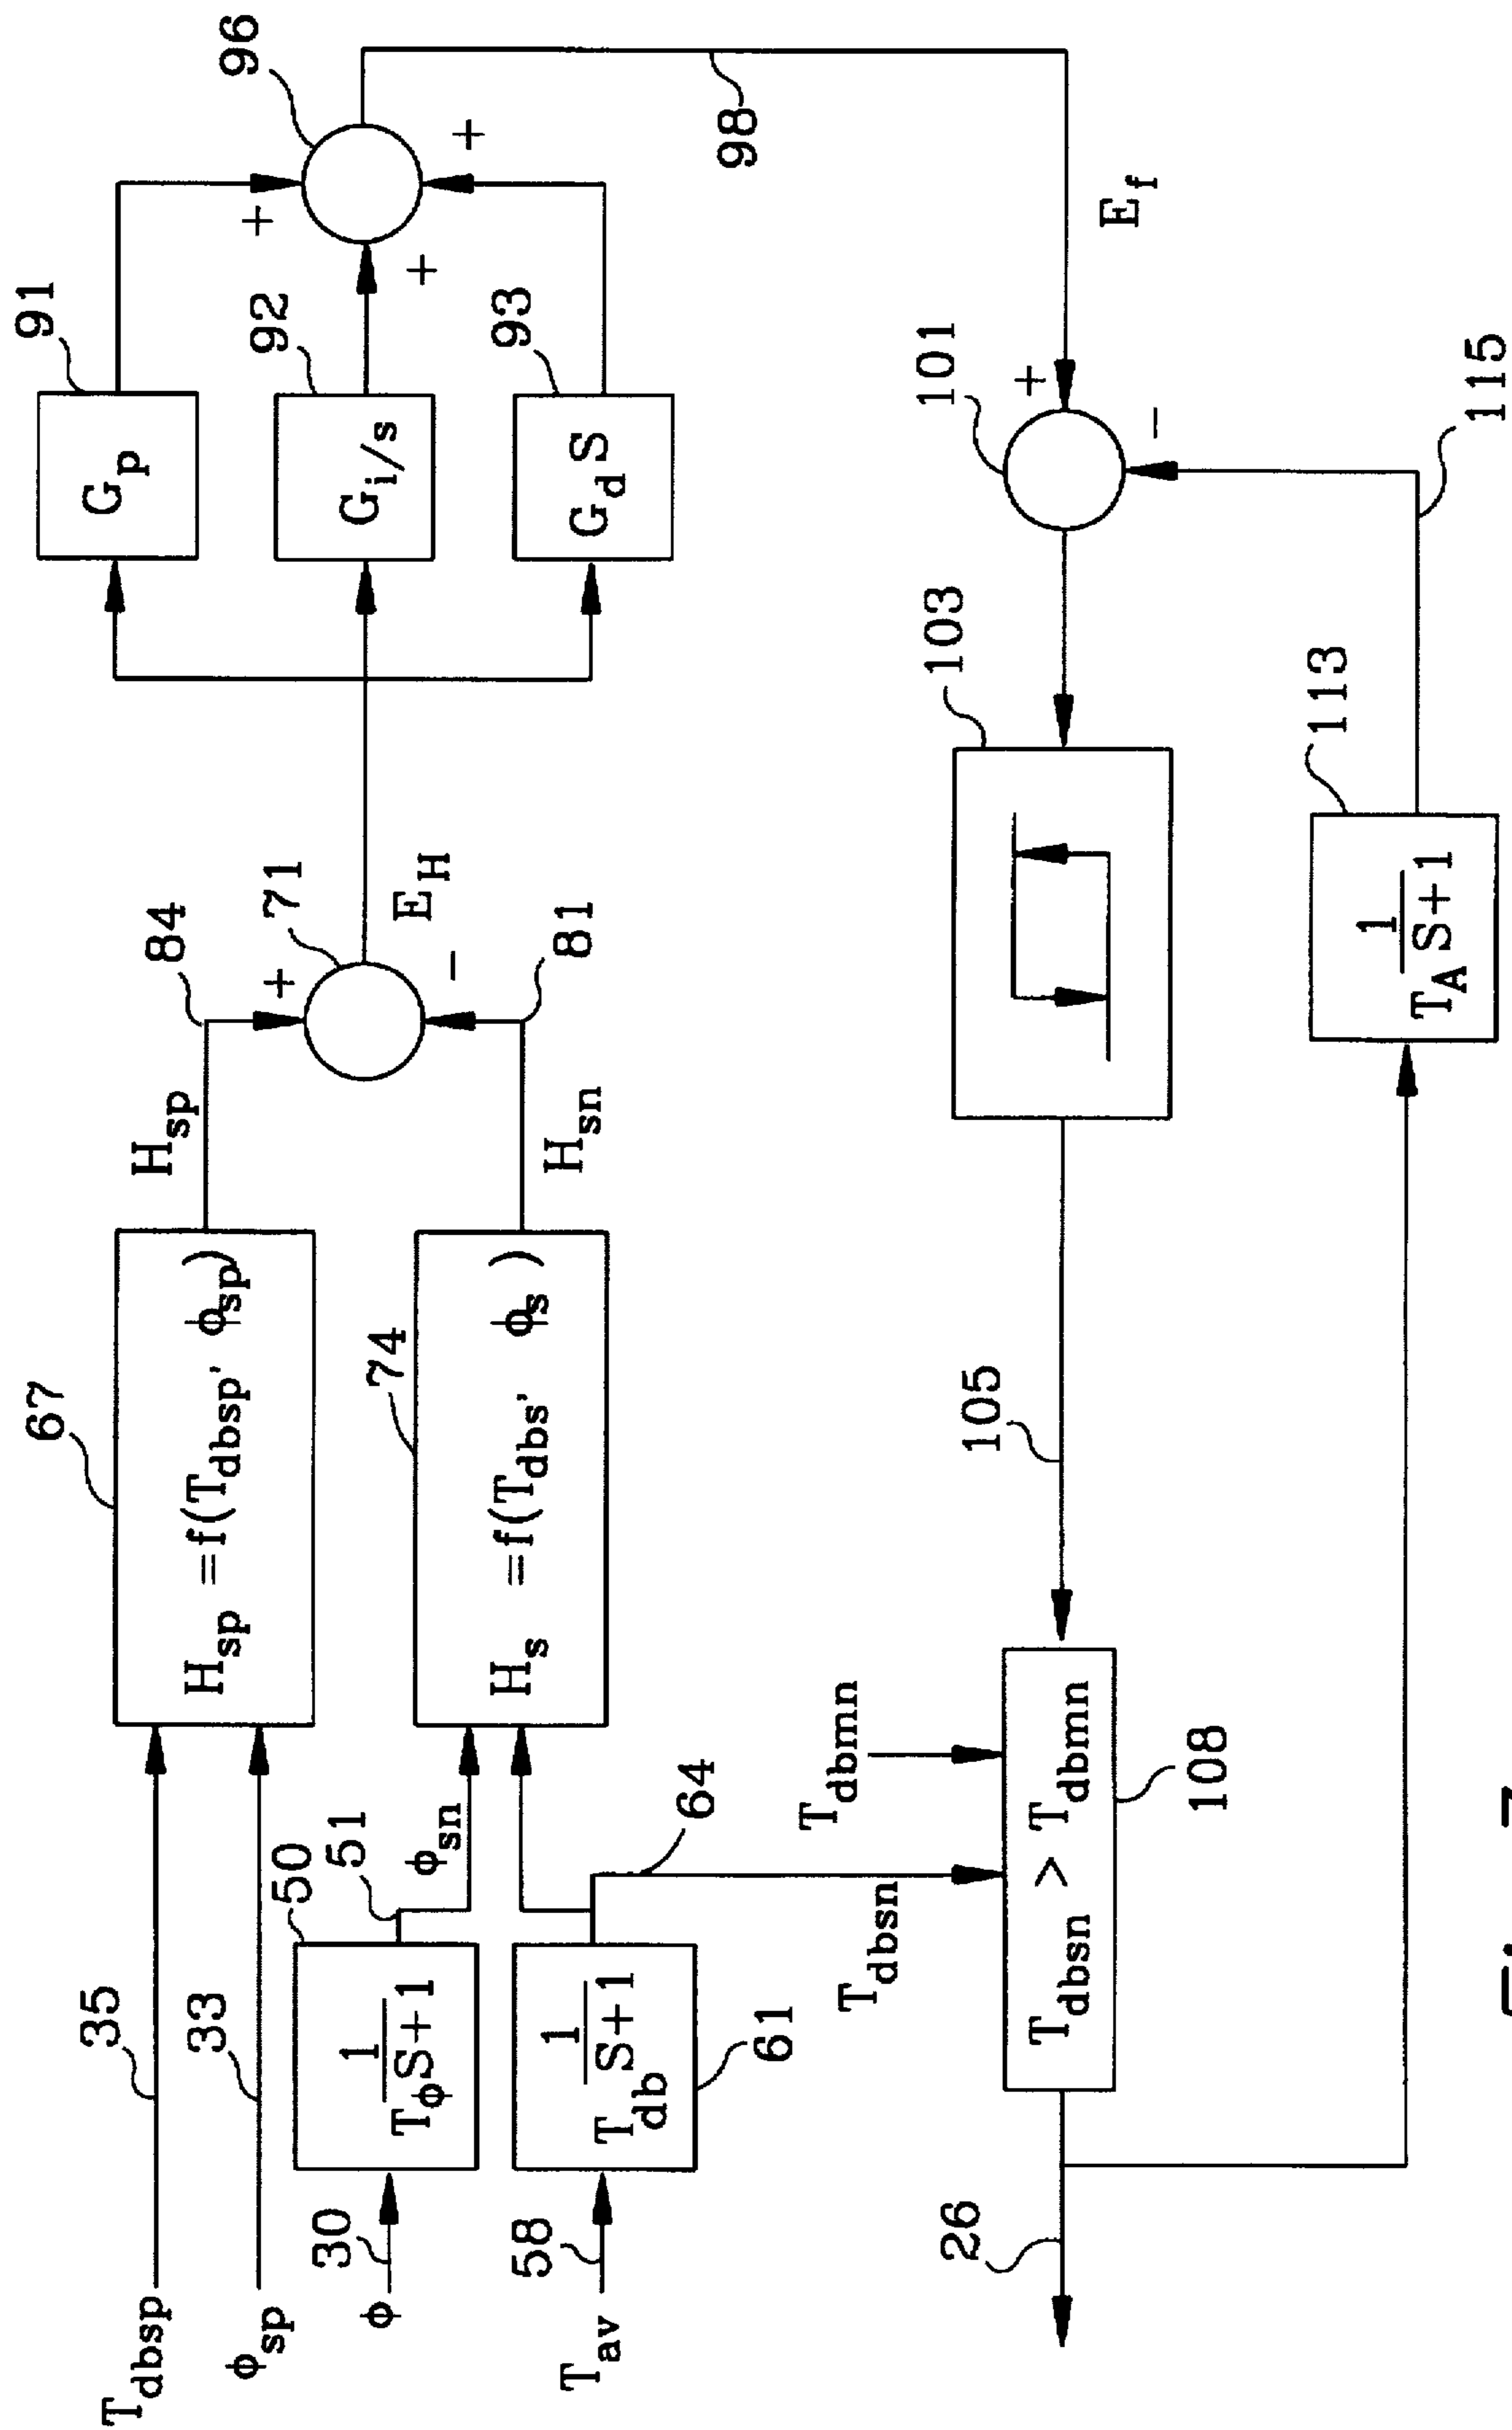 T_dbsp
35
φ_sp
33
67
H_sp =f(T_dbsp, φ_sp)
H_sp
84
φ
30
50
1
T_φ S+1
51
φ_sn
T_av
58
1
T_db S+1
61
64
T_dbsn
74
H_s =f(T_dbs, φ_s)
H_sn
81
+
-
71
E_H
G_p
91
G_i/s
92
G_d S
93
+
+
+
96
98
E_f
+
-
101
103
105
T_dbmn
T_dbsn > T_dbmn
108
26
1
T_A S+1
113
115